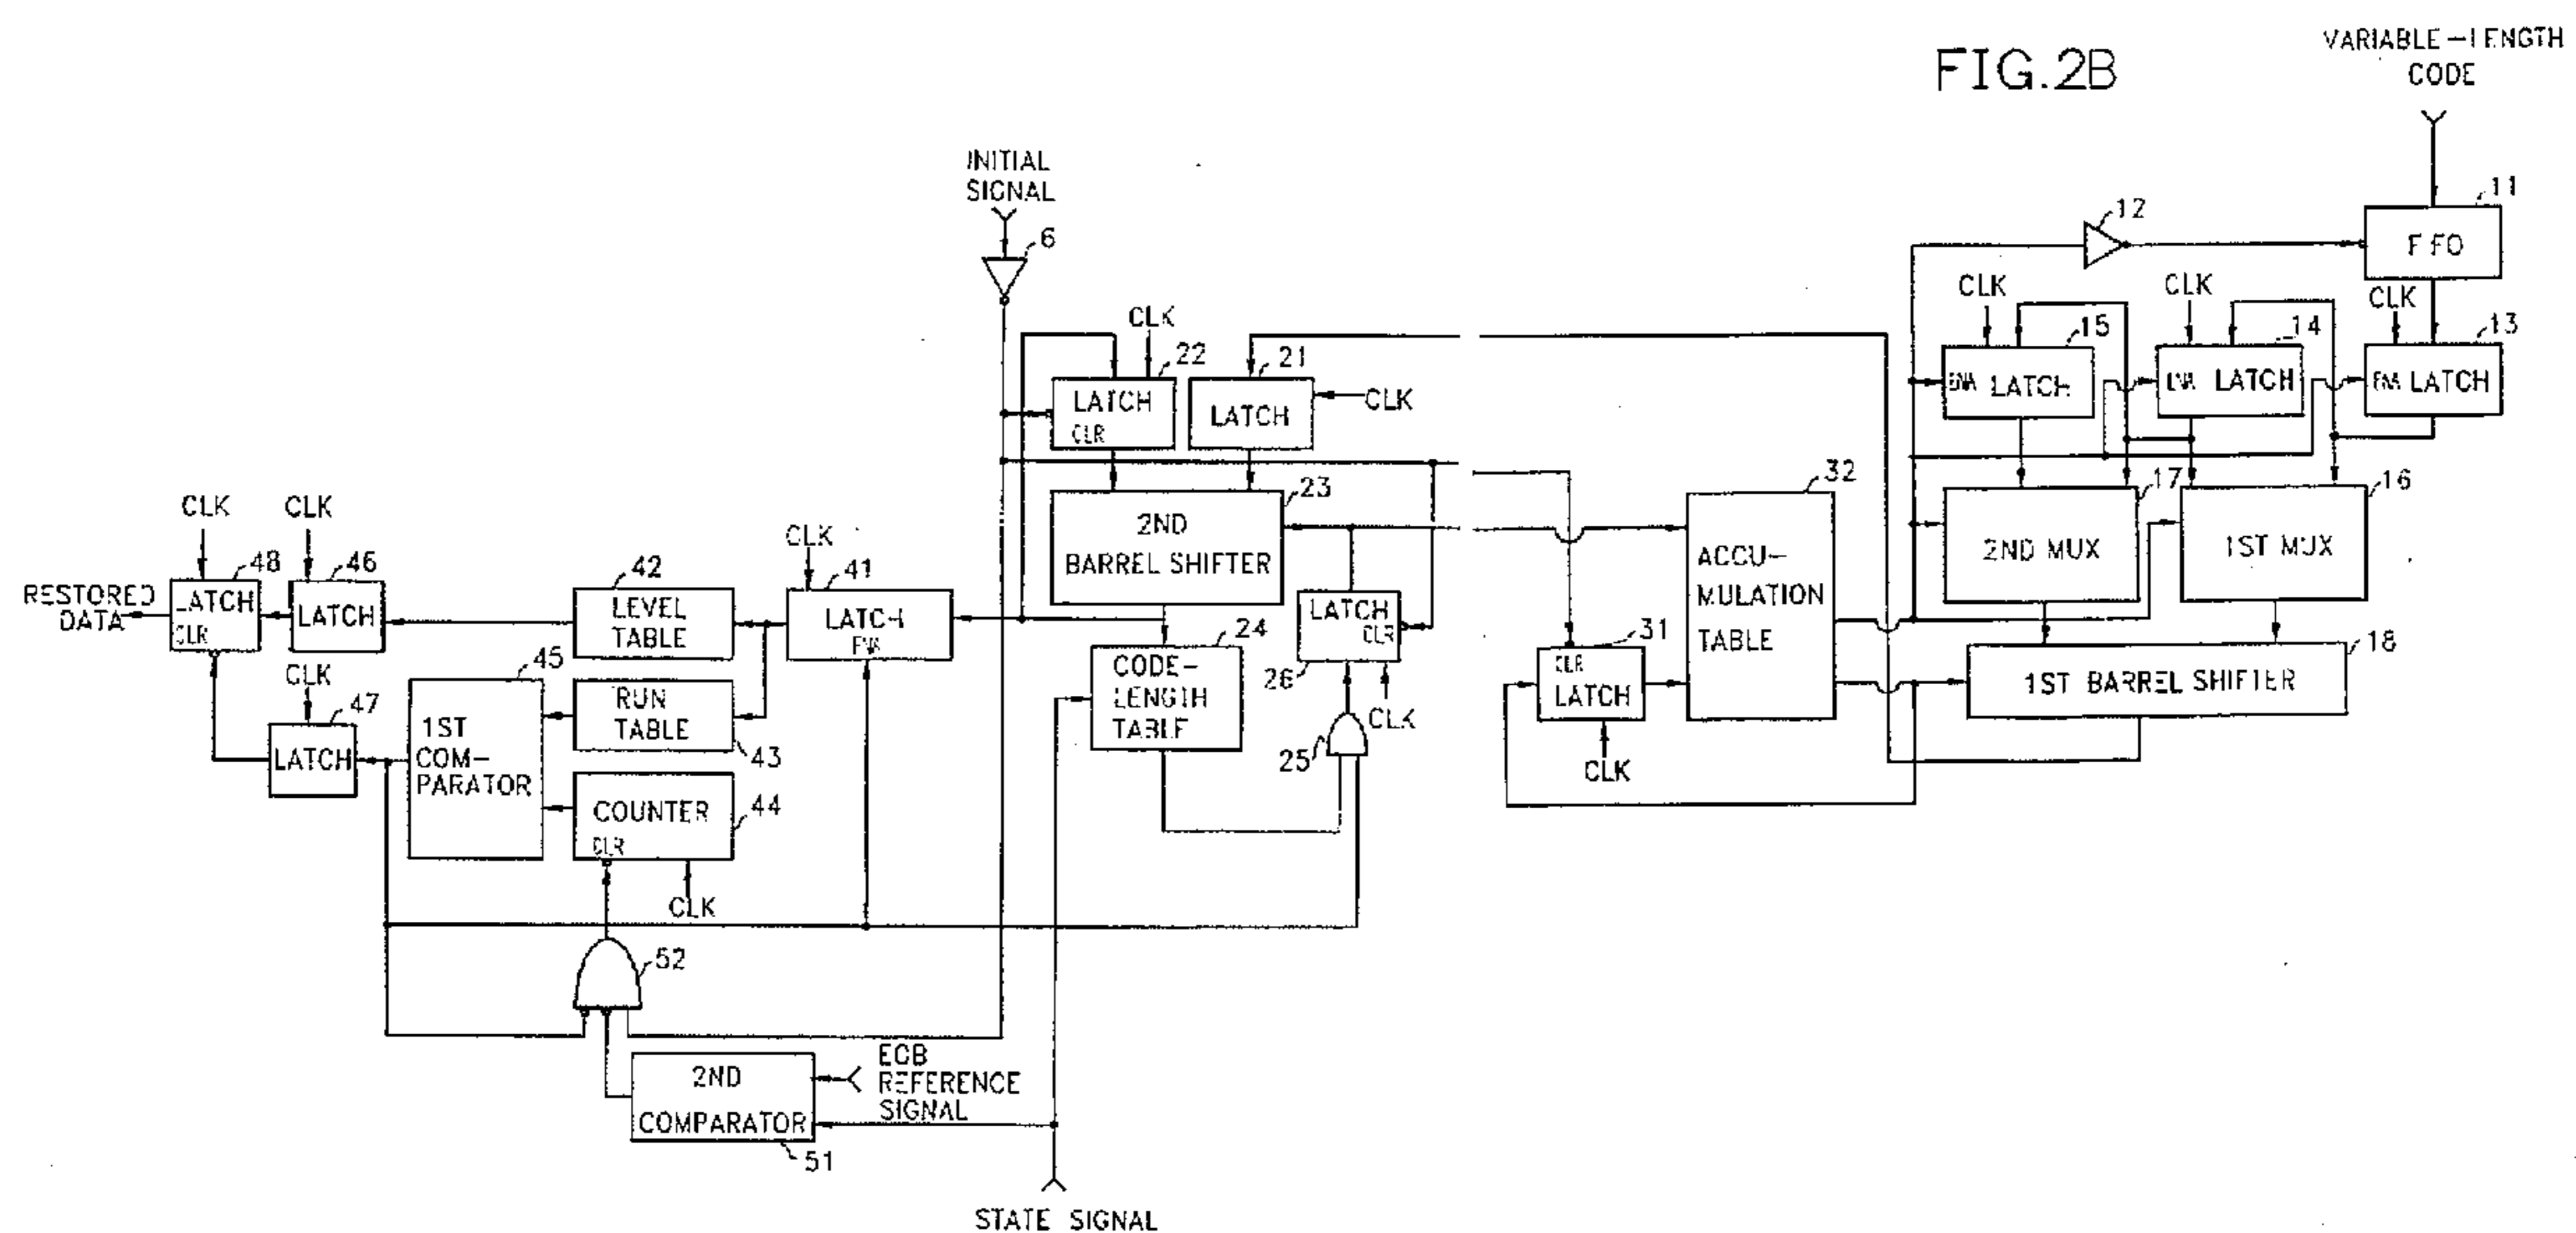 FIG.2B
VARIABLE-LENGTH
CODE
INITIAL
SIGNAL
6
12
11
FIFO
CLK
15
ENA LATCH
CLK
14
ENA LATCH
CLK
13
ENA LATCH
CLK
22
LATCH
CLR
21
LATCH
CLK
23
2ND
BARREL SHIFTER
32
ACCU-
MULATION
TABLE
17
2ND MUX
16
1ST MUX
CLK
48
LATCH
CLR
RESTORED
DATA
CLK
46
LATCH
42
LEVEL
TABLE
CLK
41
LATCH
ENA
24
CODE-
LENGTH
TABLE
LATCH
CLR
26
CLK
25
31
CLR
LATCH
CLK
18
1ST BARREL SHIFTER
CLK
47
LATCH
45
1ST
COM-
PARATOR
RUN
TABLE
43
COUNTER
CLR
44
CLK
52
2ND
COMPARATOR
51
EOB
REFERENCE
SIGNAL
STATE SIGNAL